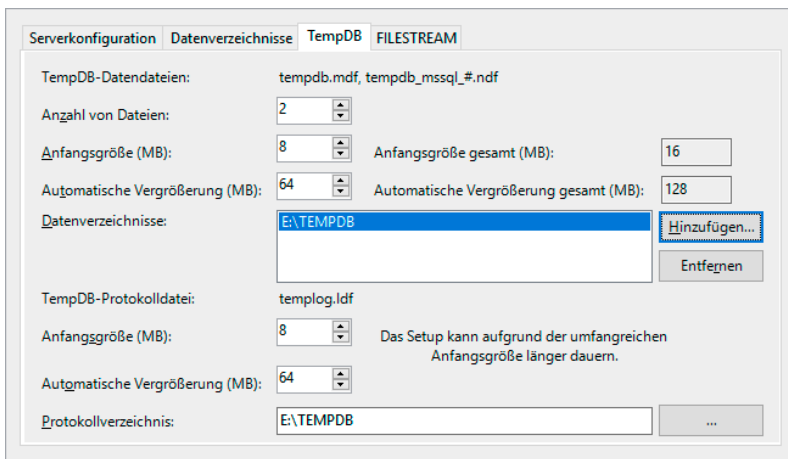 Serverkonfiguration Datenverzeichnisse TempDB FILESTREAM
TempDB-Datendateien: tempdb.mdf, tempdb_mssql_#.ndf
Anzahl von Dateien: 2
Anfangsgröße (MB): 8 Anfangsgröße gesamt (MB): 16
Automatische Vergrößerung (MB): 64 Automatische Vergrößerung gesamt (MB): 128
Datenverzeichnisse: E:\TEMPDB Hinzufügen...
Entfernen
TempDB-Protokolldatei: templog.ldf
Anfangsgröße (MB): 8 Das Setup kann aufgrund der umfangreichen
Anfangsgröße länger dauern.
Automatische Vergrößerung (MB): 64
Protokollverzeichnis: E:\TEMPDB ...